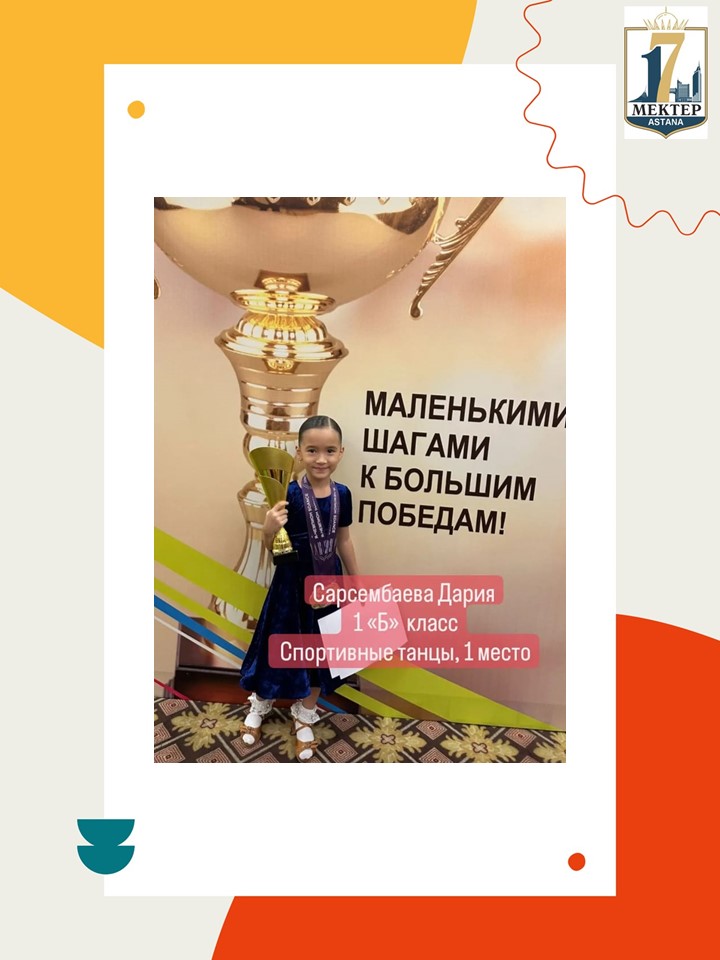 17
МЕКТЕР
ASTANA
МАЛЕНЬКИМИ
ШАГАМИ
К БОЛЬШИМ
ПОБЕДАМ!
Сарсембаева Дария
1 «Б» класс
Спортивные танцы, 1 место